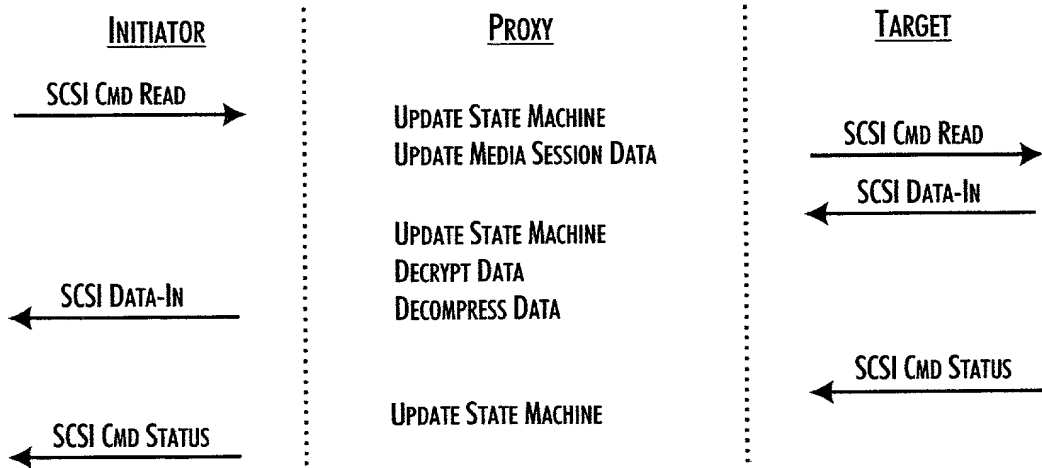 INITIATOR
PROXY
TARGET
SCSI CMD READ
UPDATE STATE MACHINE
UPDATE MEDIA SESSION DATA
SCSI CMD READ
SCSI DATA-IN
UPDATE STATE MACHINE
DECRYPT DATA
DECOMPRESS DATA
SCSI DATA-IN
SCSI CMD STATUS
UPDATE STATE MACHINE
SCSI CMD STATUS